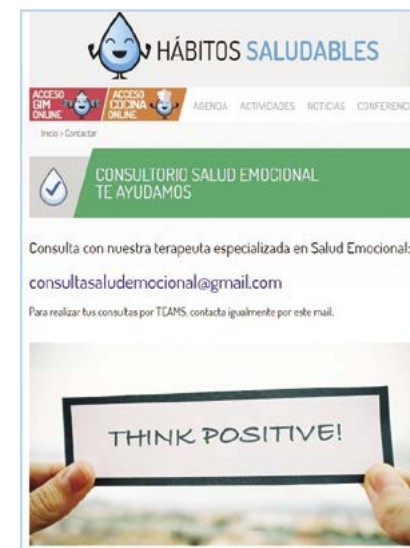 HÁBITOS SALUDABLES
ACCESO
GIM
ONLINE
ACCESO
COCINA
ONLINE
AGENDA ACTIVIDADES NOTICIAS CONFERENC
Inicio > Contactar
CONSULTORIO SALUD EMOCIONAL
TE AYUDAMOS
Consulta con nuestra terapeuta especializada en Salud Emocional:
consultasaludemocional@gmail.com
Para realizar tus consultas por TEAMS, contacta igualmente por este mail.
THINK POSITIVE!